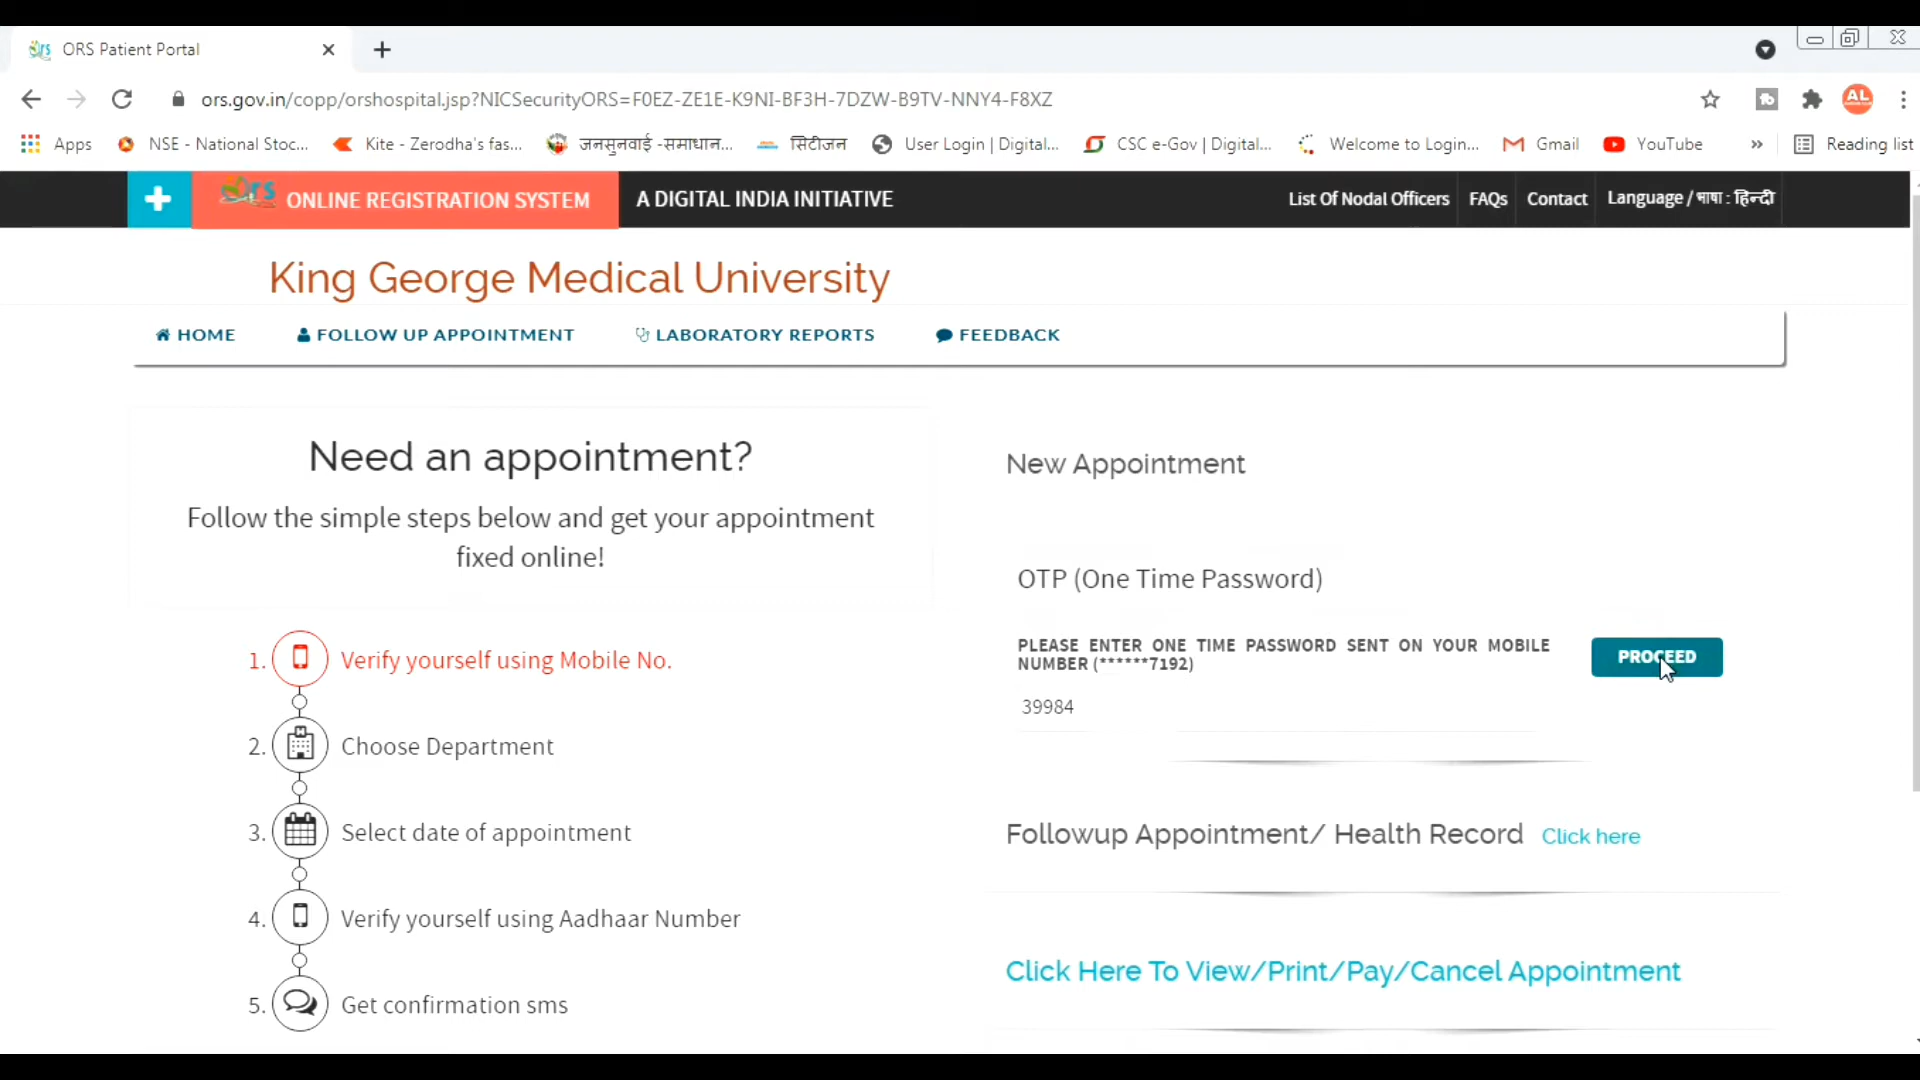 ORS Patient Portal
ors.gov.in/copp/orshospital.jsp?NICSecurityORS=F0EZ-ZE1E-K9NI-BF3H-7DZW-B9TV-NNY4-F8XZ
AL
Apps NSE - National Stoc... Kite - Zerodha's fas... जनसुनवाई -समाधान... सिटीजन User Login | Digital... CSC e-Gov | Digital... Welcome to Login... Gmail YouTube » Reading list
ors ONLINE REGISTRATION SYSTEM A DIGITAL INDIA INITIATIVE List Of Nodal Officers FAQs Contact Language / भाषा : हिन्दी
King George Medical University
HOME FOLLOW UP APPOINTMENT LABORATORY REPORTS FEEDBACK
Need an appointment?
Follow the simple steps below and get your appointment
fixed online!
1. Verify yourself using Mobile No.
2. Choose Department
3. Select date of appointment
4. Verify yourself using Aadhaar Number
5. Get confirmation sms
New Appointment
OTP (One Time Password)
PLEASE ENTER ONE TIME PASSWORD SENT ON YOUR MOBILE
NUMBER (******7192)
PROCEED
39984
Followup Appointment/ Health Record Click here
Click Here To View/Print/Pay/Cancel Appointment